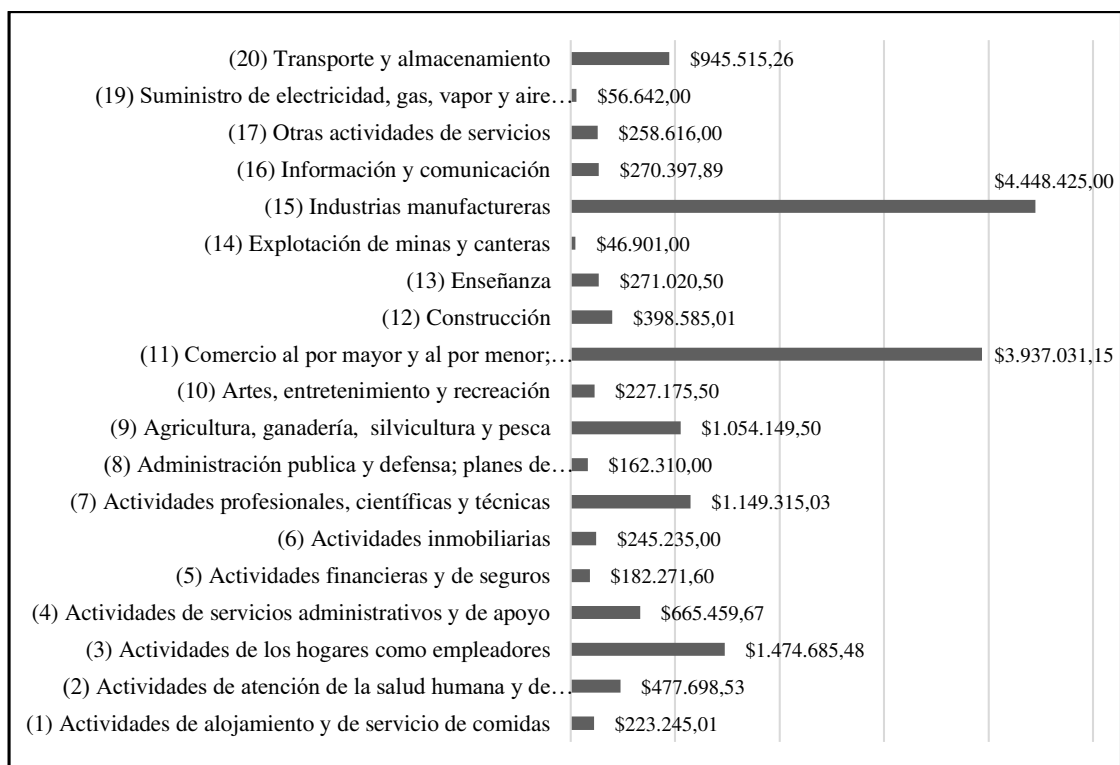 (20) Transporte y almacenamiento $945.515,26
(19) Suministro de electricidad, gas, vapor y aire… $56.642,00
(17) Otras actividades de servicios $258.616,00
(16) Información y comunicación $270.397,89
(15) Industrias manufactureras $4.448.425,00
(14) Explotación de minas y canteras $46.901,00
(13) Enseñanza $271.020,50
(12) Construcción $398.585,01
(11) Comercio al por mayor y al por menor;… $3.937.031,15
(10) Artes, entretenimiento y recreación $227.175,50
(9) Agricultura, ganadería, silvicultura y pesca $1.054.149,50
(8) Administración publica y defensa; planes de… $162.310,00
(7) Actividades profesionales, científicas y técnicas $1.149.315,03
(6) Actividades inmobiliarias $245.235,00
(5) Actividades financieras y de seguros $182.271,60
(4) Actividades de servicios administrativos y de apoyo $665.459,67
(3) Actividades de los hogares como empleadores $1.474.685,48
(2) Actividades de atención de la salud humana y de… $477.698,53
(1) Actividades de alojamiento y de servicio de comidas $223.245,01